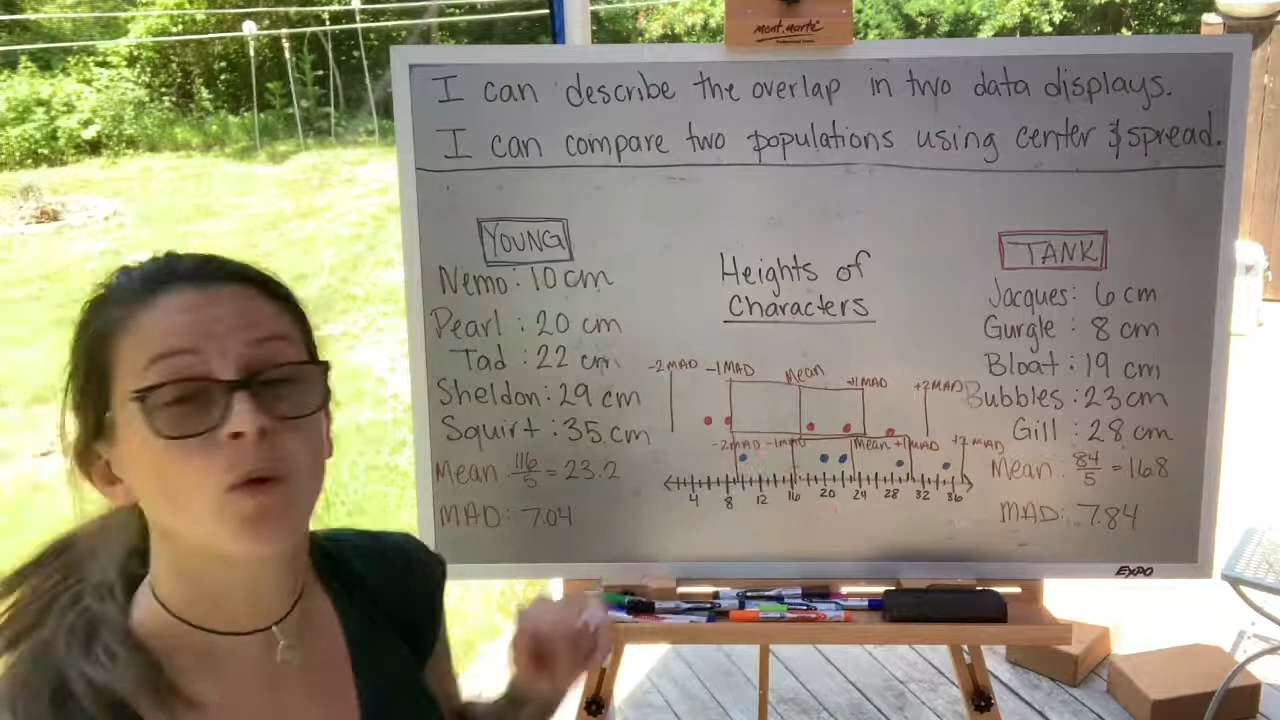 mont.marte
I can describe the overlap in two data displays.
I can compare two populations using center & spread.
YOUNG
Nemo: 10 cm
Pearl: 20 cm
Tad: 22 cm
Sheldon: 29 cm
Squirt: 35 cm
Mean: 116/5 = 23.2
MAD: 7.04
Heights of
Characters
-2MAD -1MAD Mean +1MAD +2MAD
-2MAD -1MAD Mean +1MAD +2MAD
4 8 12 16 20 24 28 32 36
TANK
Jacques: 6 cm
Gurgle: 8 cm
Bloat: 19 cm
Bubbles: 23 cm
Gill: 28 cm
Mean: 84/5 = 16.8
MAD: 7.84
EXPO